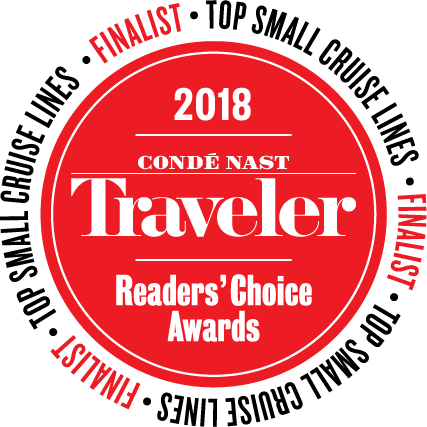 FINALIST • TOP SMALL CRUISE LINES • FINALIST • TOP SMALL CRUISE LINES • FINALIST • TOP SMALL CRUISE LINES •
2018
CONDÉ NAST
Traveler
Readers' Choice
Awards